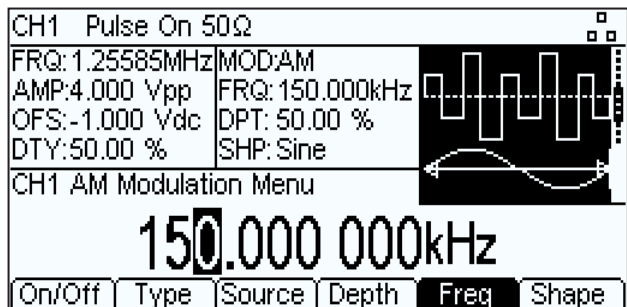 CH1 Pulse On 50Ω
FRQ:1.25585MHz MOD:AM
AMP:4.000 Vpp FRQ:150.000kHz
OFS:-1.000 Vdc DPT:50.00 %
DTY:50.00 % SHP:Sine
CH1 AM Modulation Menu
150.000 000kHz
On/Off Type Source Depth Freq Shape